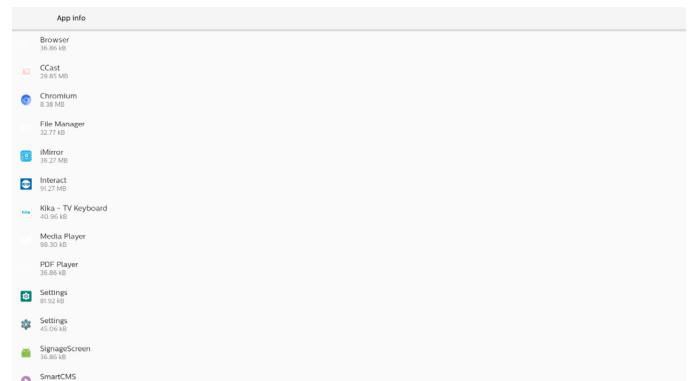 App info
Browser
36.86 kB
CCast
29.85 MB
Chromium
8.38 MB
File Manager
32.77 kB
iMirror
36.27 MB
Interact
91.27 MB
Kika - TV Keyboard
40.96 kB
Media Player
98.30 kB
PDF Player
36.86 kB
Settings
81.92 kB
Settings
45.06 kB
SignageScreen
36.86 kB
SmartCMS